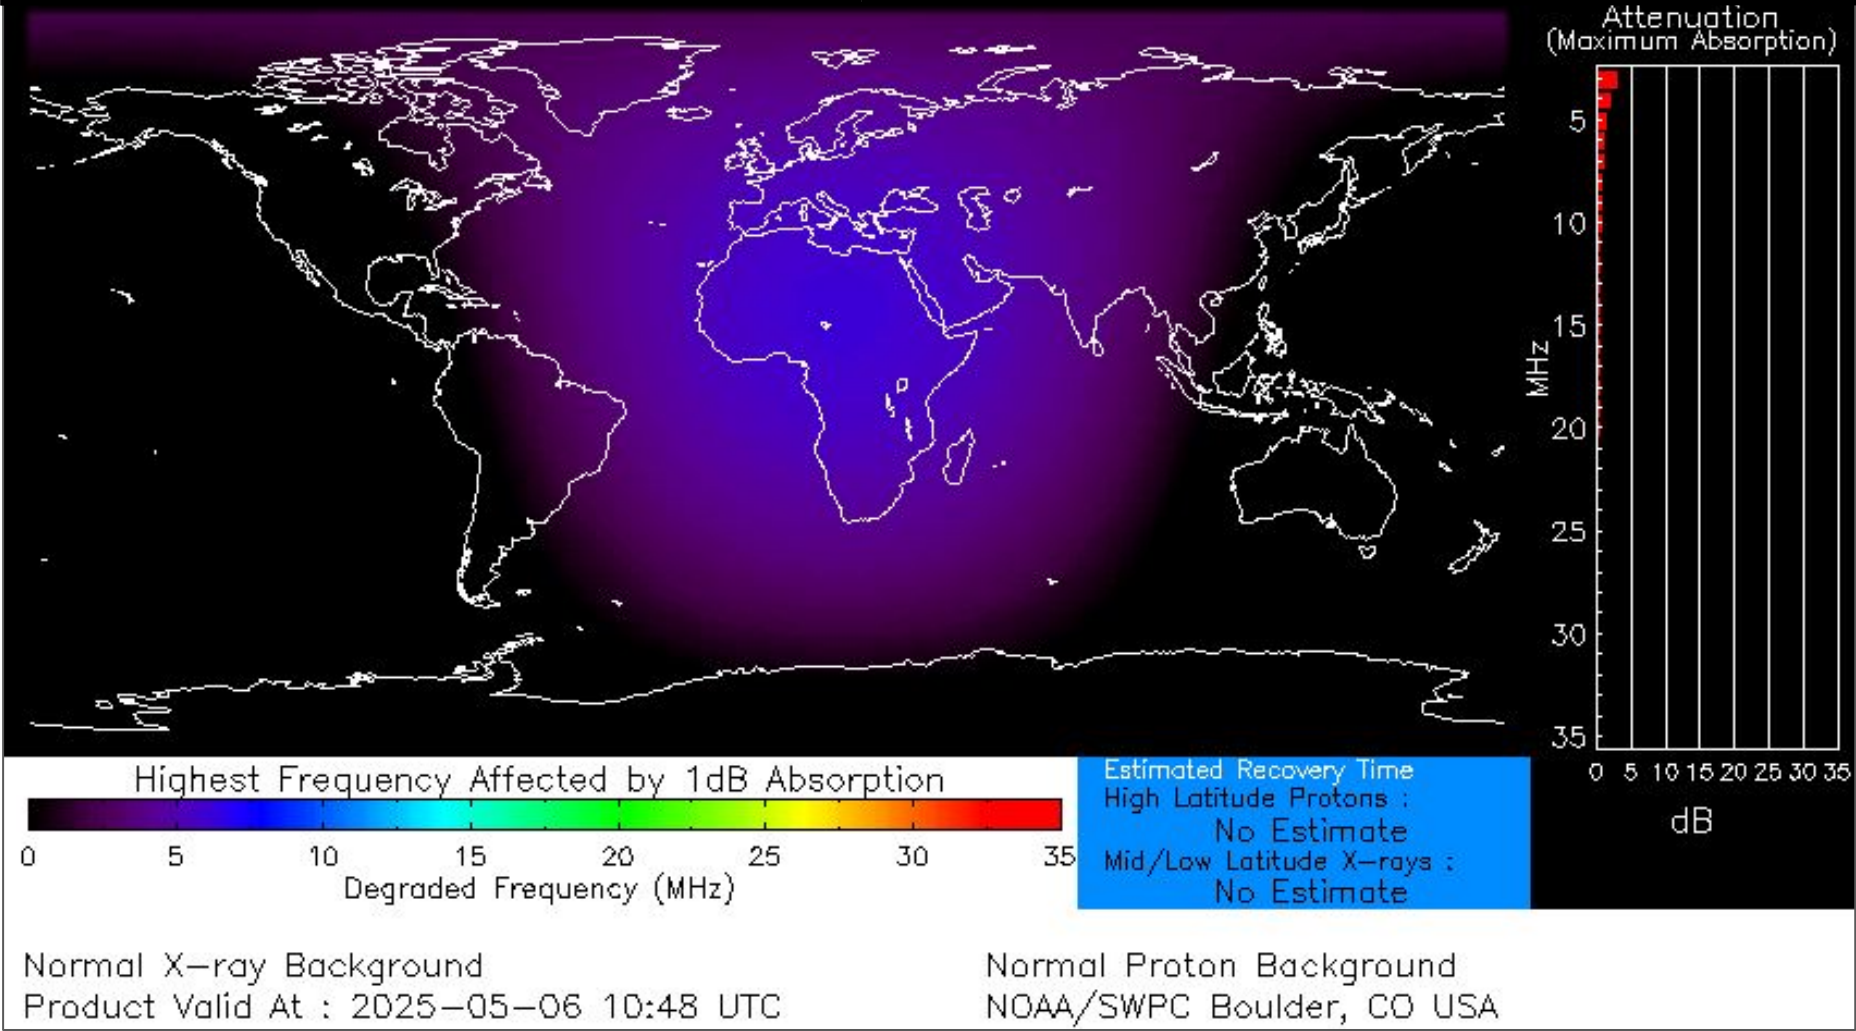 Attenuation
(Maximum Absorption)
5
10
15
20
25
30
35
MHz
0 5 10 15 20 25 30 35
dB
Highest Frequency Affected by 1dB Absorption
0 5 10 15 20 25 30 35
Degraded Frequency (MHz)
Estimated Recovery Time
High Latitude Protons :
No Estimate
Mid/Low Latitude X-rays :
No Estimate
Normal X-ray Background
Product Valid At : 2025-05-06 10:48 UTC
Normal Proton Background
NOAA/SWPC Boulder, CO USA